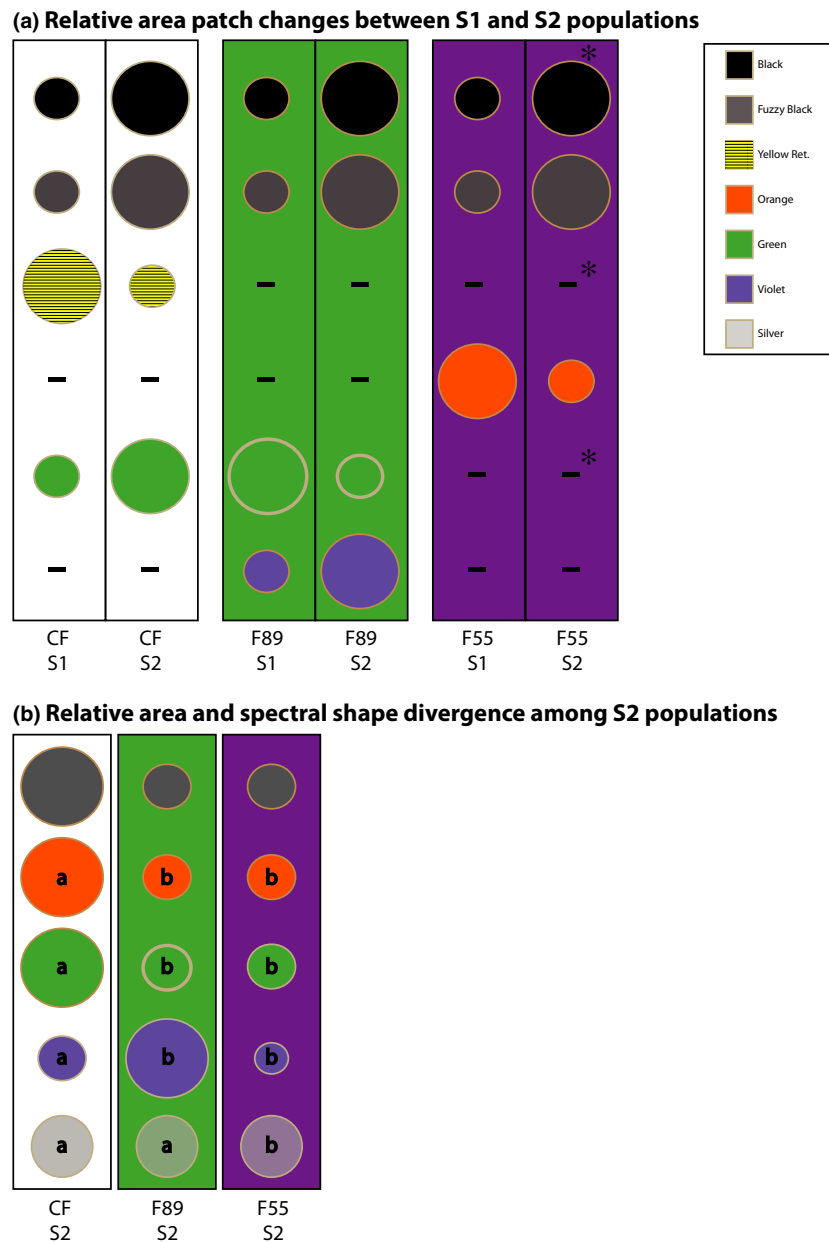 (a) Relative area patch changes between S1 and S2 populations
*
Black
Fuzzy Black
Yellow Ret.
Orange
Green
Violet
Silver
– – – – *
– – – –
– – *
– – – –
CF CF F89 F89 F55 F55
S1 S2 S1 S2 S1 S2
(b) Relative area and spectral shape divergence among S2 populations
a b b
a b b
a b b
a a b
CF F89 F55
S2 S2 S2